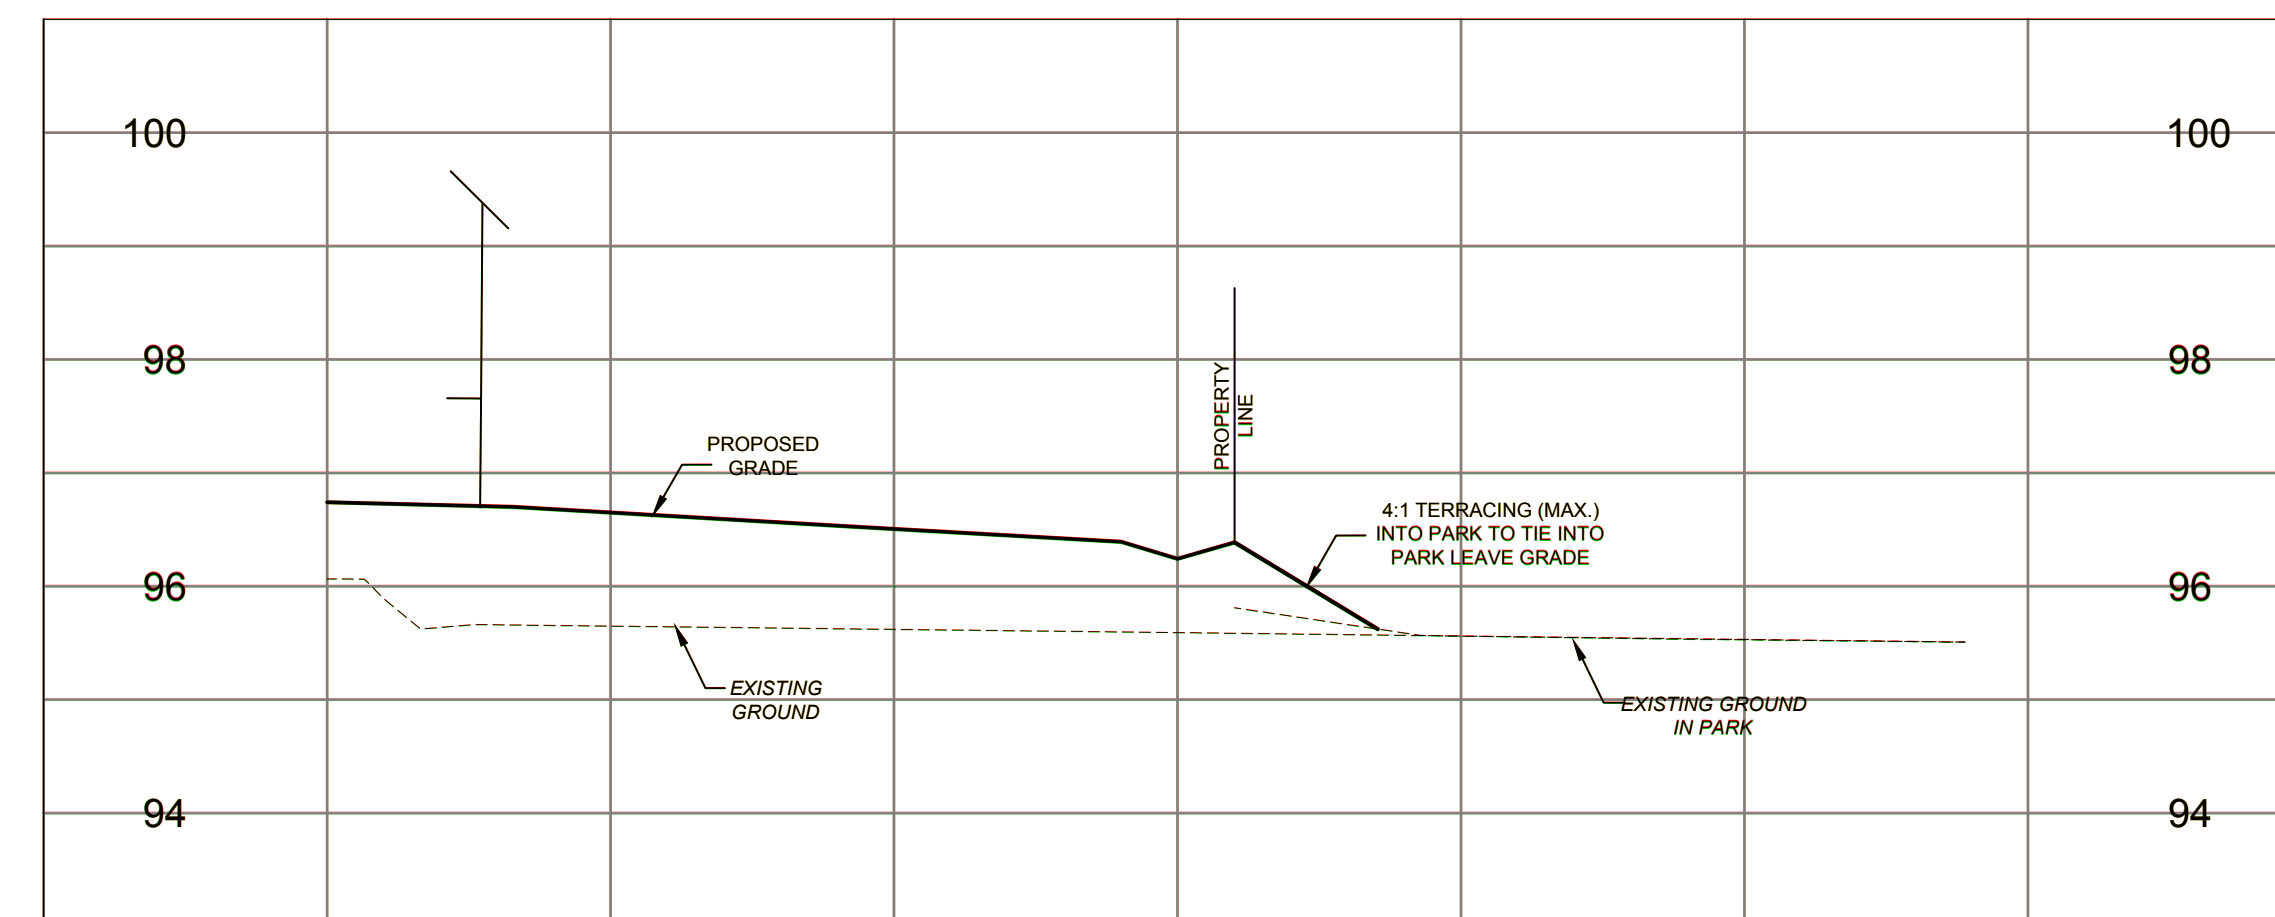 100
100
98
98
PROPERTY
LINE
PROPOSED
GRADE
4:1 TERRACING (MAX.)
INTO PARK TO TIE INTO
PARK LEAVE GRADE
96
96
EXISTING
GROUND
EXISTING GROUND
IN PARK
94
94